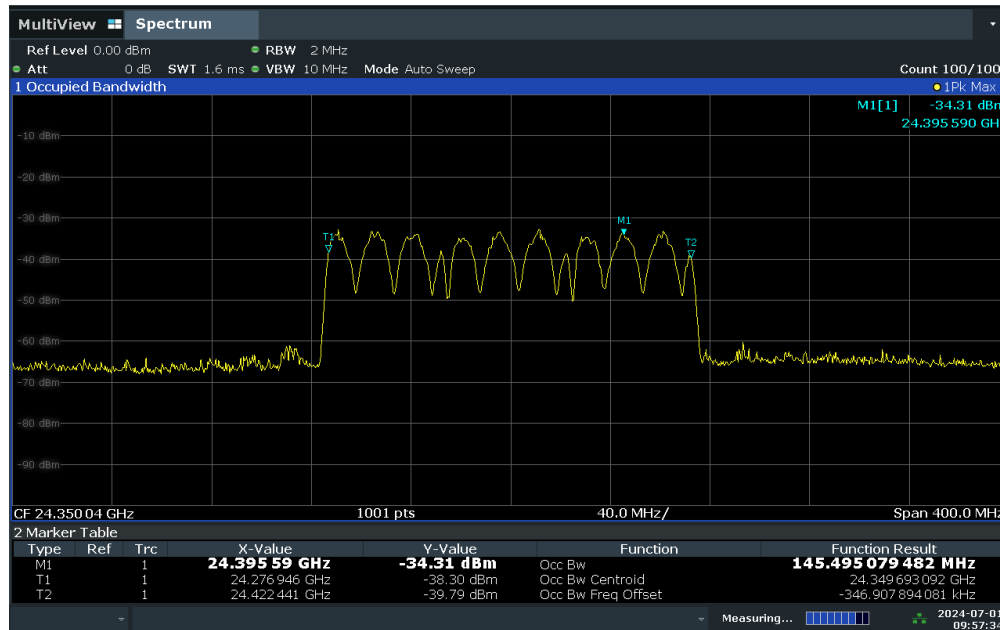 MultiView Spectrum
Ref Level 0.00 dBm RBW 2 MHz
Att 0 dB SWT 1.6 ms VBW 10 MHz Mode Auto Sweep Count 100/100
1 Occupied Bandwidth 1Pk Max
M1[1] -34.31 dBm
24.395 590 GH
-10 dBm
-20 dBm
-30 dBm
M1
T1
T2
-40 dBm
-50 dBm
-60 dBm
-70 dBm
-80 dBm
-90 dBm
CF 24.350 04 GHz 1001 pts 40.0 MHz/ Span 400.0 MHz
2 Marker Table
Type Ref Trc X-Value Y-Value Function Function Result
M1 1 24.395 59 GHz -34.31 dBm Occ Bw 145.495 079 482 MHz
T1 1 24.276 946 GHz -38.30 dBm Occ Bw Centroid 24.349 693 092 GHz
T2 1 24.422 441 GHz -39.79 dBm Occ Bw Freq Offset -346.907 894 081 kHz
Measuring... 2024-07-01
09:57:34